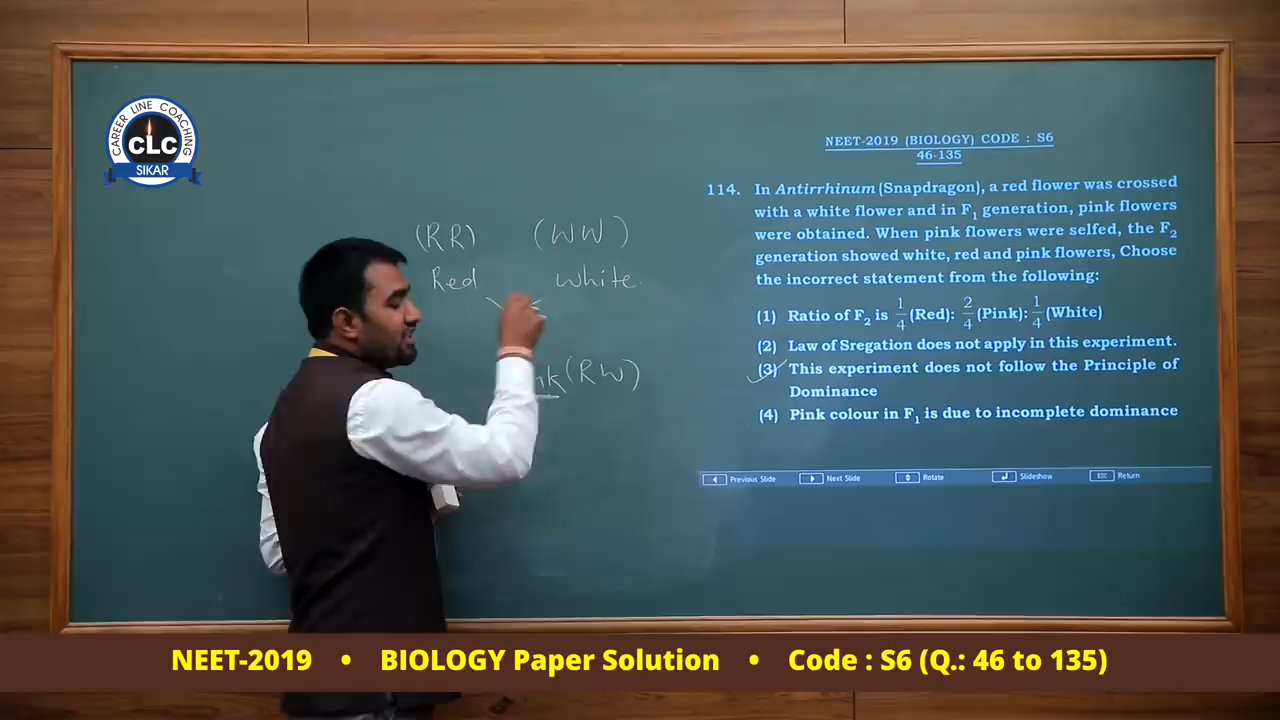 CAREER LINE COACHING
CLC
SIKAR
NEET-2019 (BIOLOGY) CODE : S6
46-135
114. In Antirrhinum (Snapdragon), a red flower was crossed
with a white flower and in F1 generation, pink flowers
were obtained. When pink flowers were selfed, the F2
generation showed white, red and pink flowers, Choose
the incorrect statement from the following:
(1) Ratio of F2 is 1/4 (Red): 2/4 (Pink): 1/4 (White)
(2) Law of Sregation does not apply in this experiment.
(3) This experiment does not follow the Principle of
Dominance
(4) Pink colour in F1 is due to incomplete dominance
Previous Slide Next Slide Rotate Slideshow ESC Return
(RR) (WW)
Red white.
(RW)
NEET-2019 • BIOLOGY Paper Solution • Code : S6 (Q.: 46 to 135)